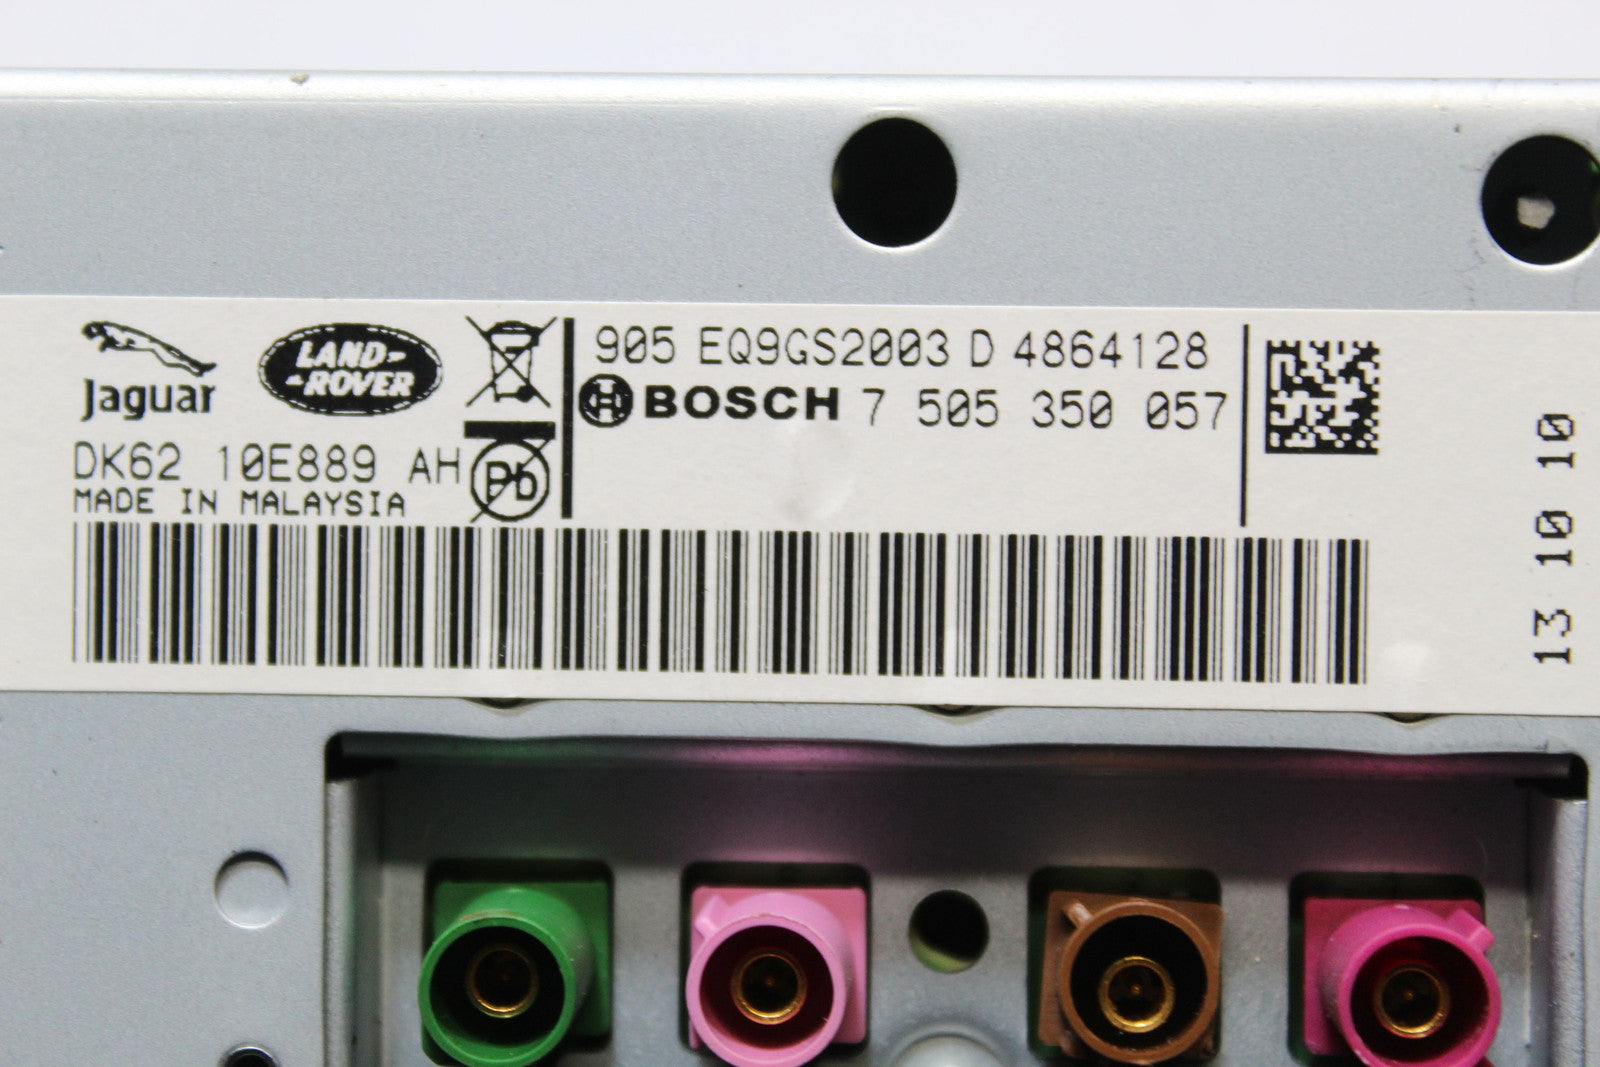 Jaguar
LAND-
-ROVER
DK62 10E889 AH
MADE IN MALAYSIA
Pb
905 EQ9GS2003 D 4864128
BOSCH 7 505 350 057
13 10 10